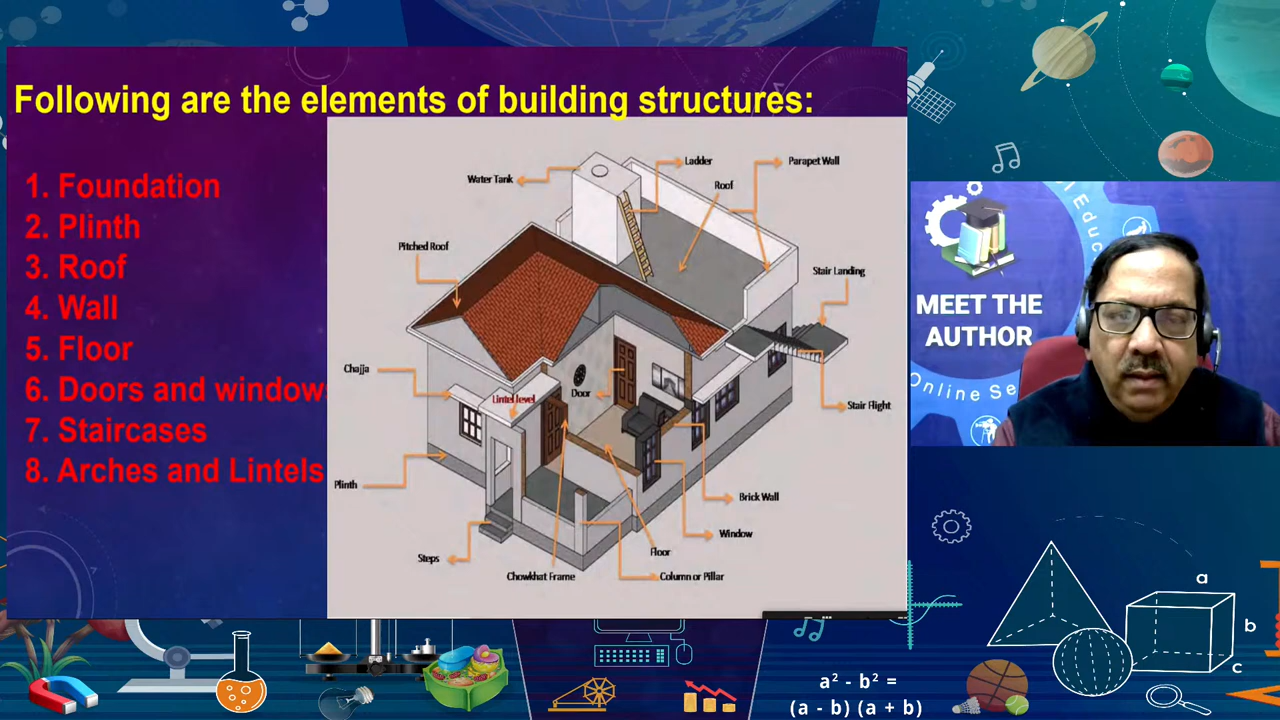 Following are the elements of building structures:
1. Foundation
2. Plinth
3. Roof
4. Wall
5. Floor
6. Doors and windows
7. Staircases
8. Arches and Lintels
Water Tank
Ladder
Parapet Wall
Roof
Pitched Roof
Stair Landing
Chajja
Lintel level
Door
Stair Flight
Plinth
Brick Wall
Window
Steps
Floor
Chowkhat Frame
Column or Pillar
MEET THE
AUTHOR
l Educ
Online Se
a
b
c
a² - b² =
(a - b) (a + b)